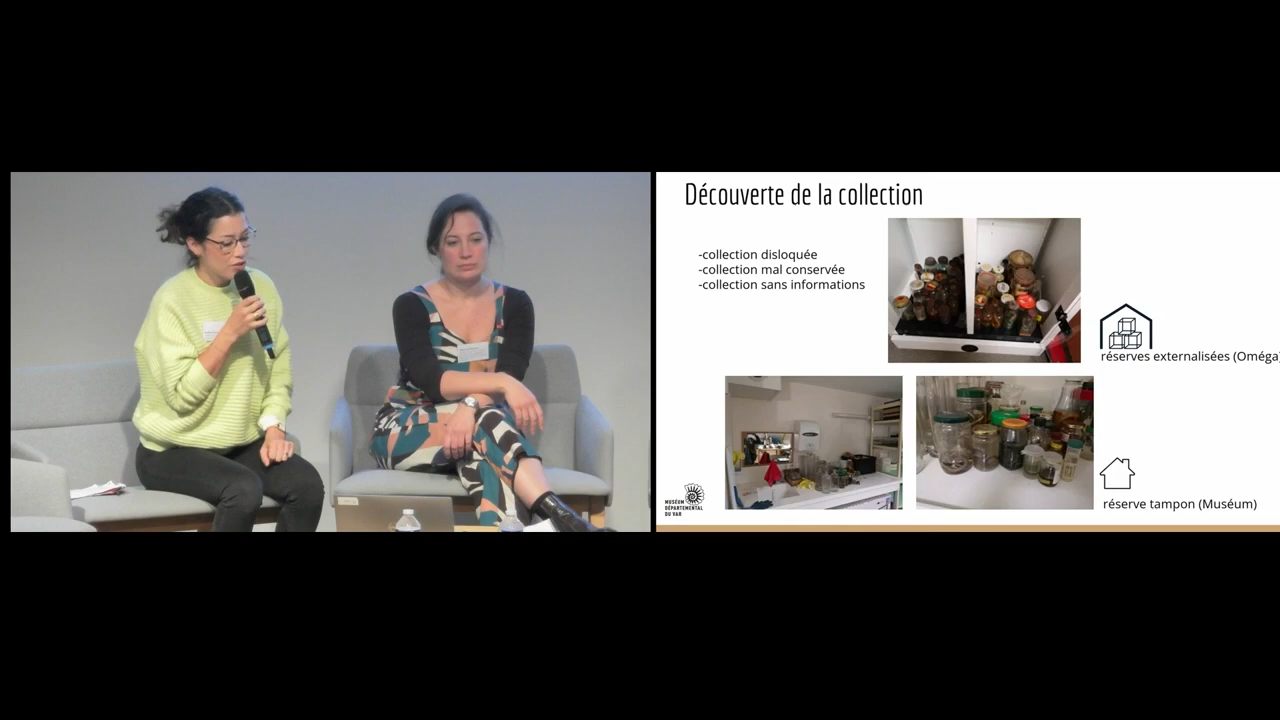 Découverte de la collection
-collection disloquée
-collection mal conservée
-collection sans informations
réserves externalisées (Oméga)
réserve tampon (Muséum)
MUSÉUM
DÉPARTEMENTAL
DU VAR